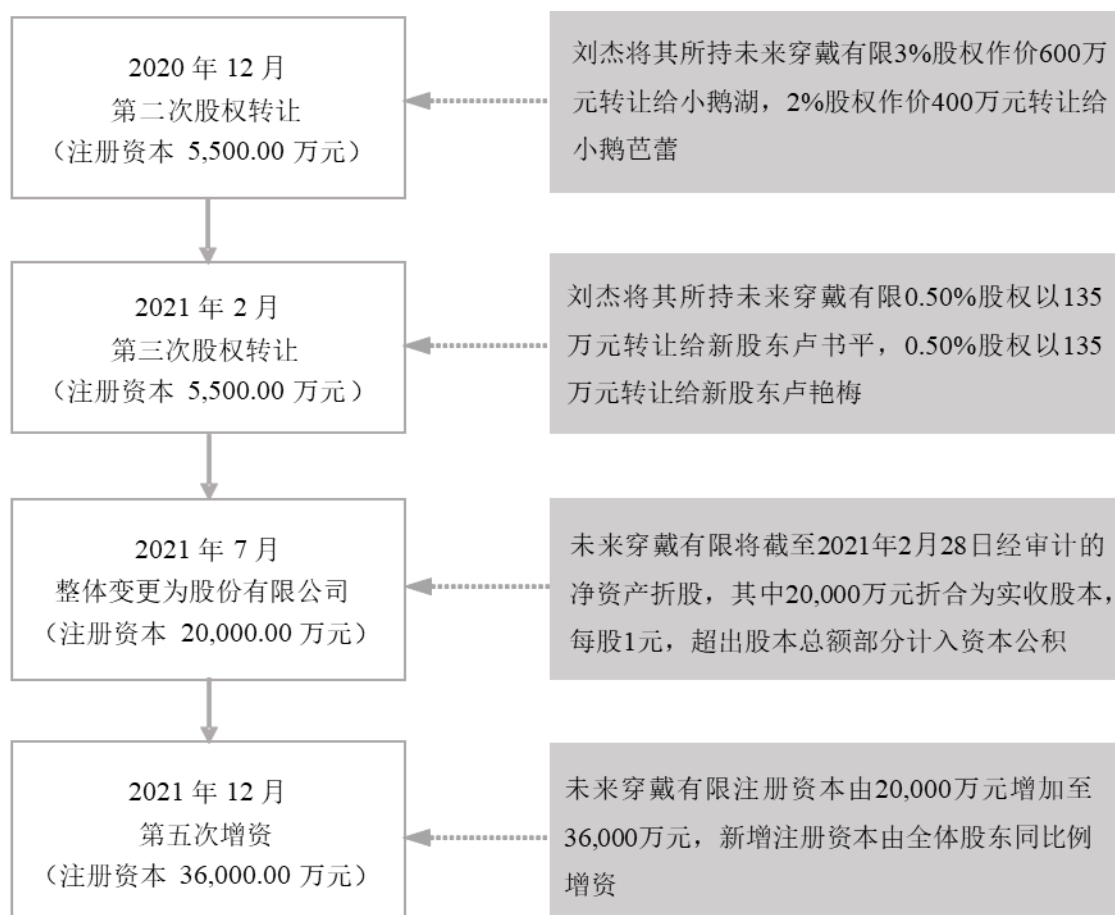 2020 年 12 月
第二次股权转让
（注册资本 5,500.00 万元）
刘杰将其所持未来穿戴有限3%股权作价600万
元转让给小鹅湖，2%股权作价400万元转让给
小鹅芭蕾
2021 年 2 月
第三次股权转让
（注册资本 5,500.00 万元）
刘杰将其所持未来穿戴有限0.50%股权以135
万元转让给新股东卢书平，0.50%股权以135
万元转让给新股东卢艳梅
2021 年 7 月
整体变更为股份有限公司
（注册资本 20,000.00 万元）
未来穿戴有限将截至2021年2月28日经审计的
净资产折股，其中20,000万元折合为实收股本，
每股1元，超出股本总额部分计入资本公积
2021 年 12 月
第五次增资
（注册资本 36,000.00 万元）
未来穿戴有限注册资本由20,000万元增加至
36,000万元，新增注册资本由全体股东同比例
增资